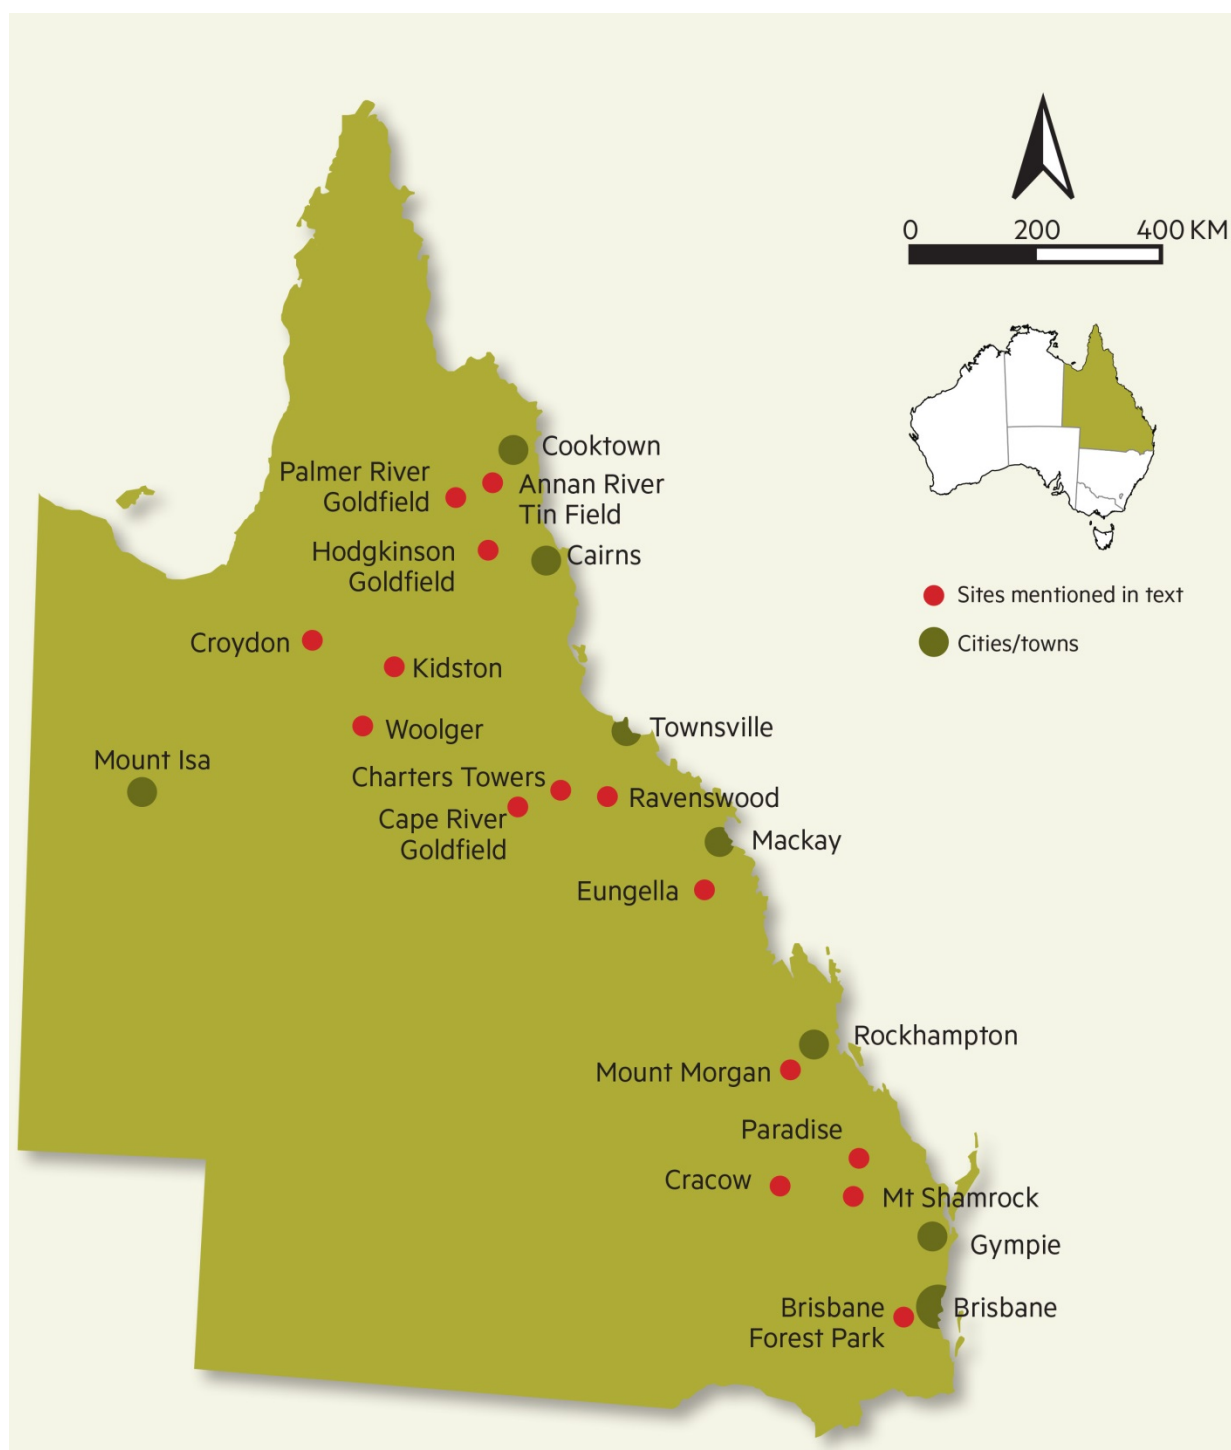 0 200 400 KM
Cooktown
Palmer River
Goldfield
Annan River
Tin Field
Hodgkinson
Goldfield
Cairns
Sites mentioned in text
Cities/towns
Croydon
Kidston
Woolger
Townsville
Mount Isa
Charters Towers
Ravenswood
Cape River
Goldfield
Mackay
Eungella
Rockhampton
Mount Morgan
Paradise
Cracow
Mt Shamrock
Gympie
Brisbane
Forest Park
Brisbane